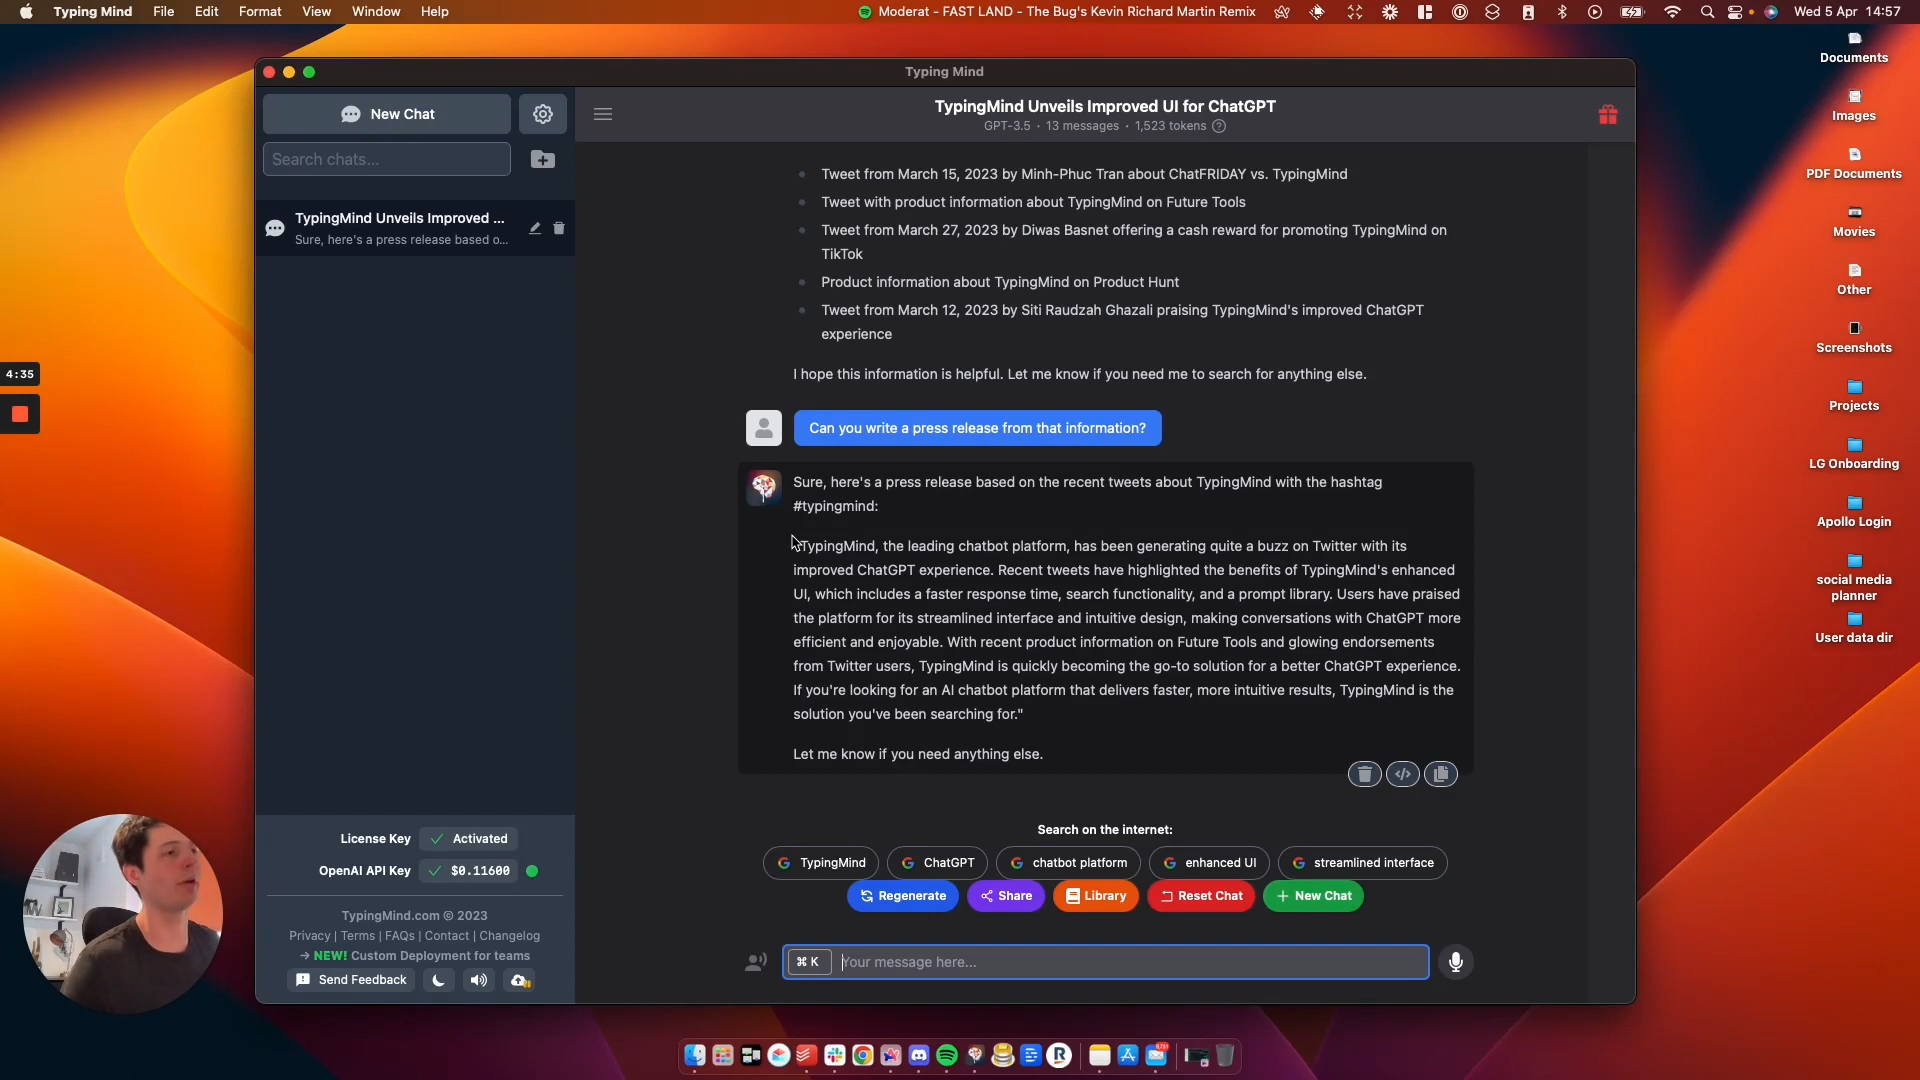 Typing Mind File Edit Format View Window Help
Moderat - FAST LAND - The Bug's Kevin Richard Martin Remix
Wed 5 Apr 14:57
Typing Mind
New Chat
Search chats...
TypingMind Unveils Improved ...
Sure, here's a press release based o...
4:35
License Key Activated
OpenAI API Key $0.11600
TypingMind.com © 2023
Privacy | Terms | FAQs | Contact | Changelog
→ NEW! Custom Deployment for teams
Send Feedback
TypingMind Unveils Improved UI for ChatGPT
GPT-3.5 • 13 messages • 1,523 tokens ?
• Tweet from March 15, 2023 by Minh-Phuc Tran about ChatFRIDAY vs. TypingMind
• Tweet with product information about TypingMind on Future Tools
• Tweet from March 27, 2023 by Diwas Basnet offering a cash reward for promoting TypingMind on
TikTok
• Product information about TypingMind on Product Hunt
• Tweet from March 12, 2023 by Siti Raudzah Ghazali praising TypingMind's improved ChatGPT
experience
I hope this information is helpful. Let me know if you need me to search for anything else.
Can you write a press release from that information?
Sure, here's a press release based on the recent tweets about TypingMind with the hashtag
#typingmind:
"TypingMind, the leading chatbot platform, has been generating quite a buzz on Twitter with its
improved ChatGPT experience. Recent tweets have highlighted the benefits of TypingMind's enhanced
UI, which includes a faster response time, search functionality, and a prompt library. Users have praised
the platform for its streamlined interface and intuitive design, making conversations with ChatGPT more
efficient and enjoyable. With recent product information on Future Tools and glowing endorsements
from Twitter users, TypingMind is quickly becoming the go-to solution for a better ChatGPT experience.
If you're looking for an AI chatbot platform that delivers faster, more intuitive results, TypingMind is the
solution you've been searching for."
Let me know if you need anything else.
Search on the internet:
TypingMind ChatGPT chatbot platform enhanced UI streamlined interface
Regenerate Share Library Reset Chat New Chat
⌘ K Your message here...
Documents
Images
PDF Documents
Movies
Other
Screenshots
Projects
LG Onboarding
Apollo Login
social media
planner
User data dir